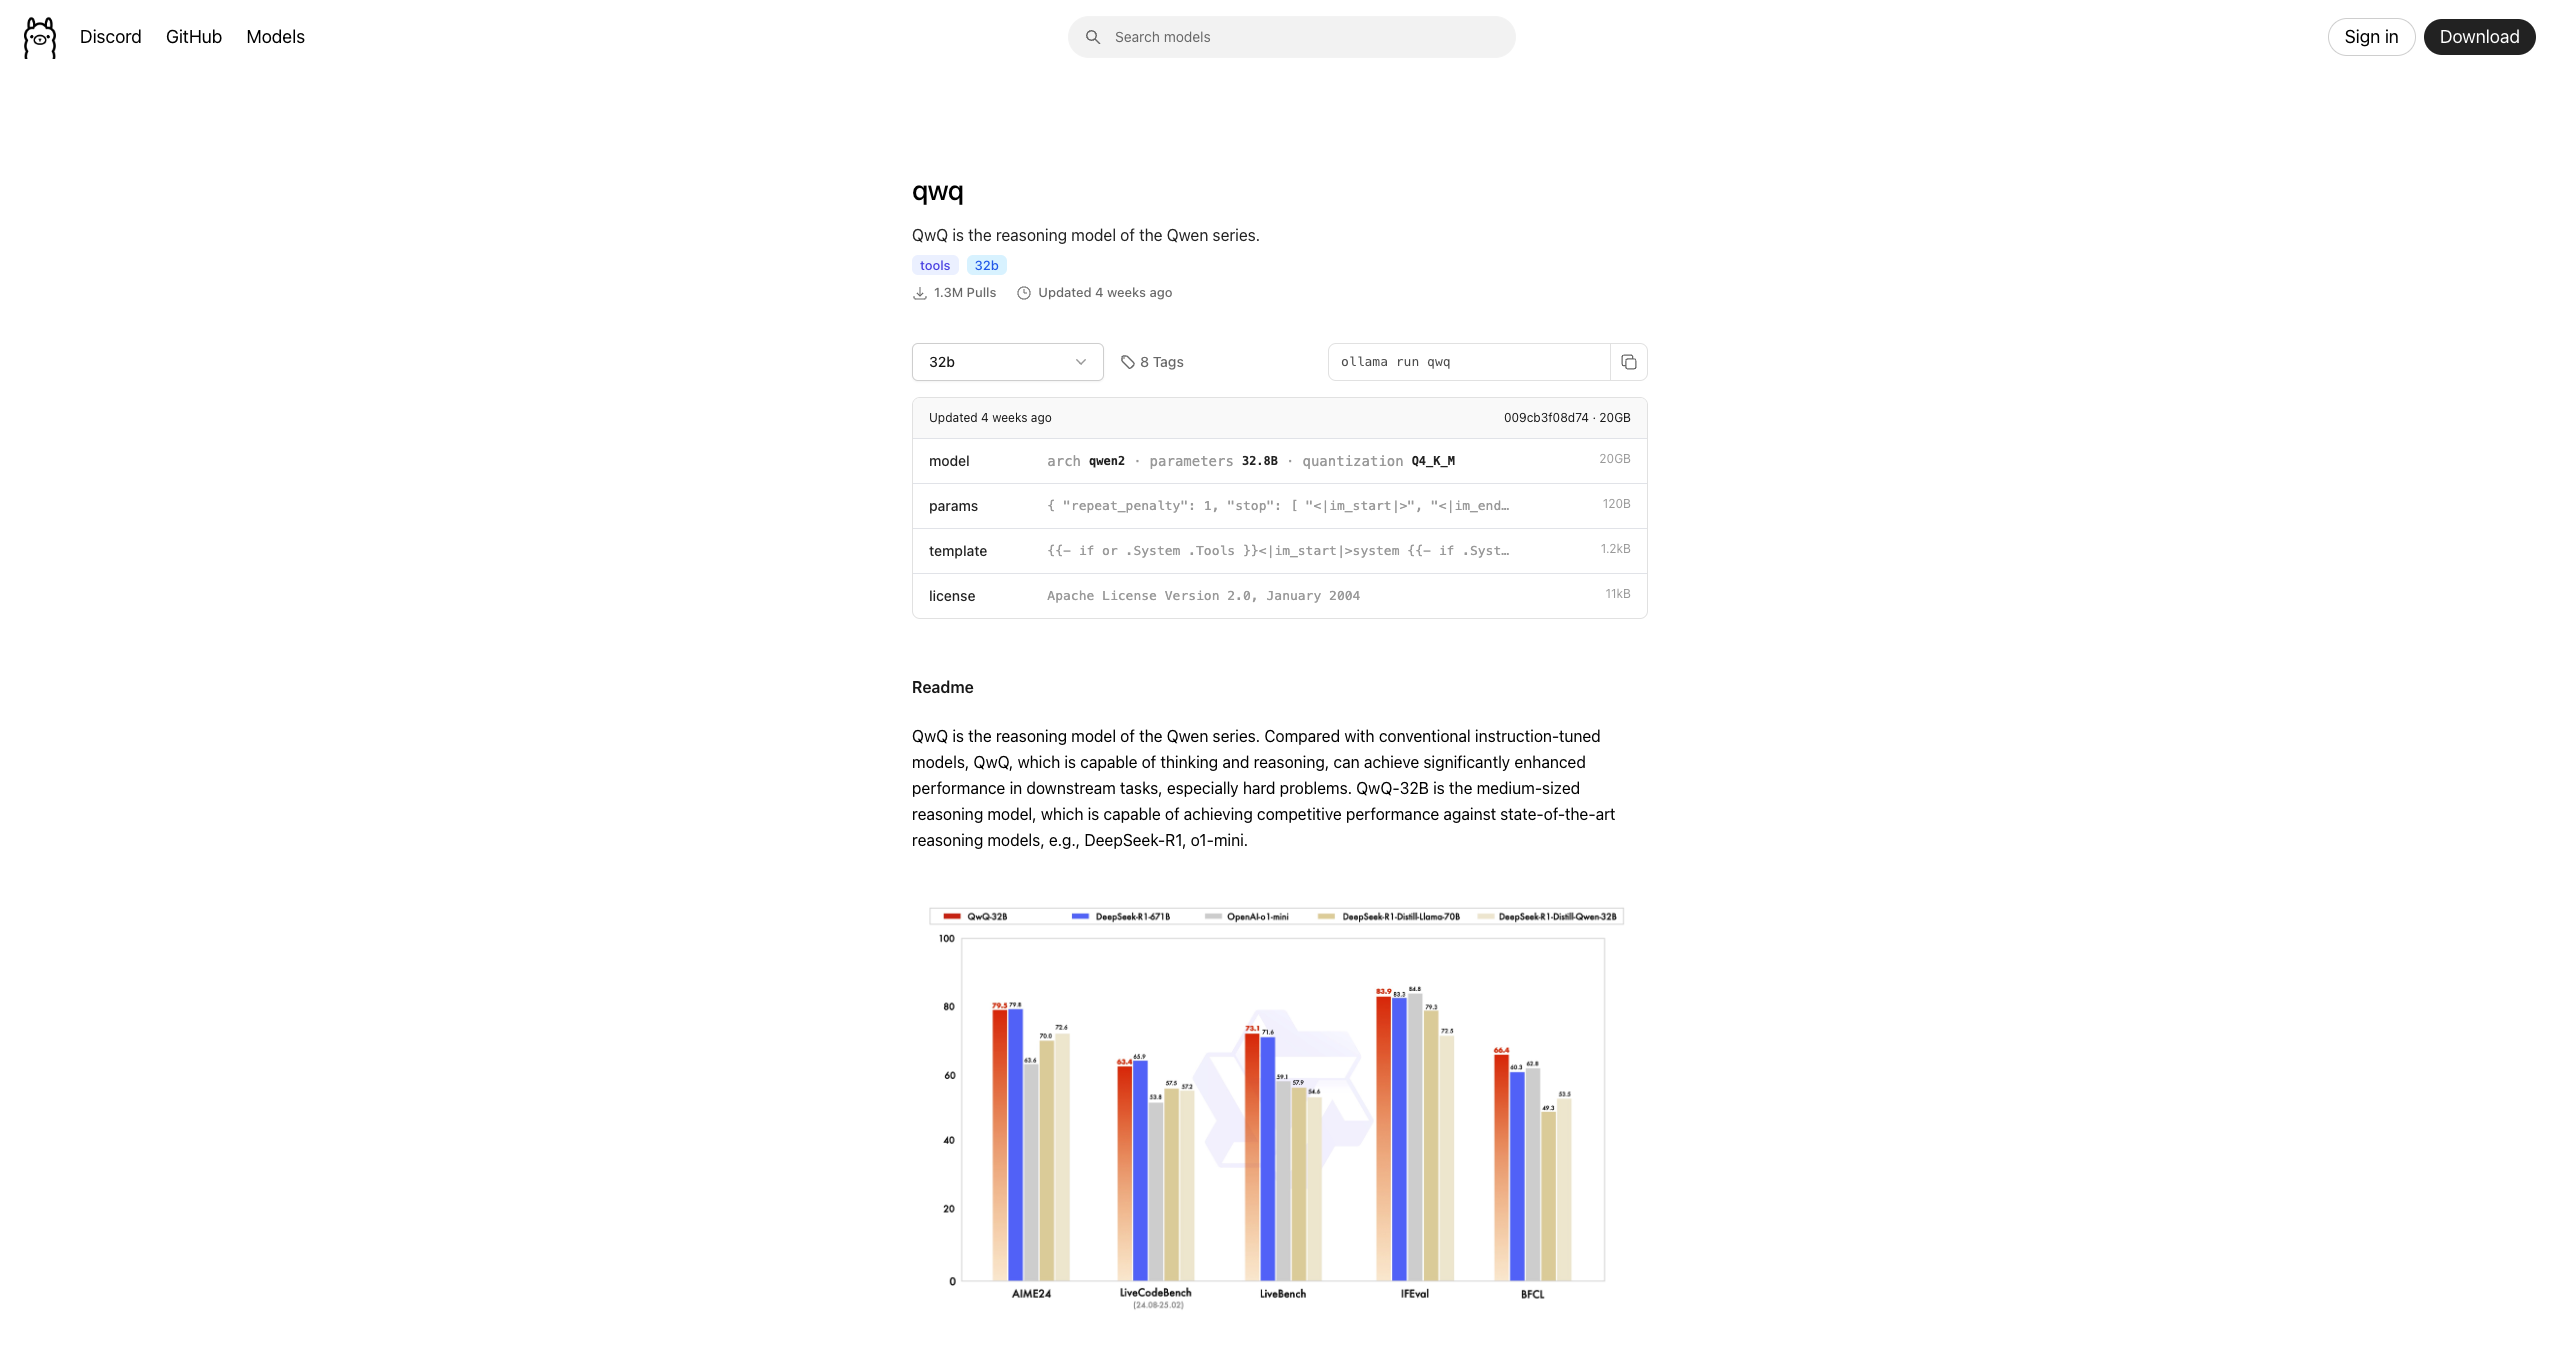 Discord GitHub Models
Search models
Sign in Download
qwq
QwQ is the reasoning model of the Qwen series.
tools 32b
1.3M Pulls Updated 4 weeks ago
32b 8 Tags ollama run qwq
Updated 4 weeks ago 009cb3f08d74 · 20GB
model arch qwen2 · parameters 32.8B · quantization Q4_K_M 20GB
params { "repeat_penalty": 1, "stop": [ "<|im_start|>", "<|im_end… 120B
template {{- if or .System .Tools }}<|im_start|>system {{- if .Syst… 1.2kB
license Apache License Version 2.0, January 2004 11kB
Readme
QwQ is the reasoning model of the Qwen series. Compared with conventional instruction-tuned
models, QwQ, which is capable of thinking and reasoning, can achieve significantly enhanced
performance in downstream tasks, especially hard problems. QwQ-32B is the medium-sized
reasoning model, which is capable of achieving competitive performance against state-of-the-art
reasoning models, e.g., DeepSeek-R1, o1-mini.
QwQ-32B DeepSeek-R1-671B OpenAI-o1-mini DeepSeek-R1-Distill-Llama-70B DeepSeek-R1-Distill-Qwen-32B
100
80
60
40
20
0
79.5 79.8 63.6 70.0 72.6
63.4 65.9 53.8 57.5 57.2
73.1 71.6 59.1 57.9 54.6
83.9 83.3 84.8 79.3 72.5
66.4 60.3 62.8 49.3 53.5
AIME24 LiveCodeBench LiveBench IFEval BFCL
(24.08-25.02)